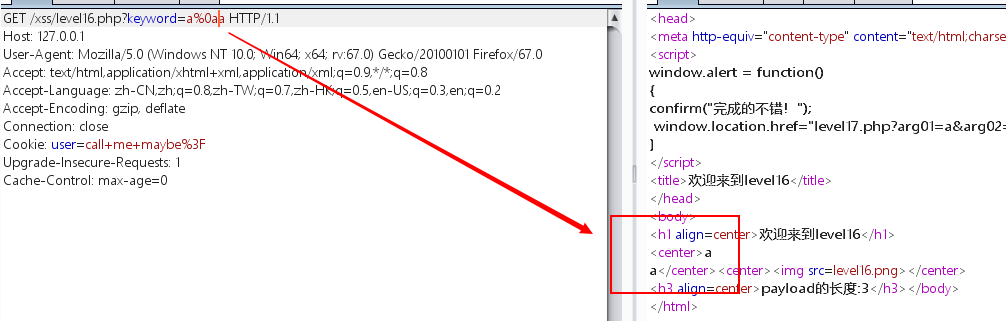 GET /xss/level16.php?keyword=a%0aa HTTP/1.1
Host: 127.0.0.1
User-Agent: Mozilla/5.0 (Windows NT 10.0; Win64; x64; rv:67.0) Gecko/20100101 Firefox/67.0
Accept: text/html,application/xhtml+xml,application/xml;q=0.9,*/*;q=0.8
Accept-Language: zh-CN,zh;q=0.8,zh-TW;q=0.7,zh-HK;q=0.5,en-US;q=0.3,en;q=0.2
Accept-Encoding: gzip, deflate
Connection: close
Cookie: user=call+me+maybe%3F
Upgrade-Insecure-Requests: 1
Cache-Control: max-age=0
<head>
<meta http-equiv="content-type" content="text/html;charse
<script>
window.alert = function()
{
confirm("完成的不错！");
window.location.href="level17.php?arg01=a&arg02=
}
</script>
<title>欢迎来到level16</title>
</head>
<body>
<h1 align=center>欢迎来到level16</h1>
<center>a
a</center><center><img src=level16.png></center>
<h3 align=center>payload的长度:3</h3></body>
</html>